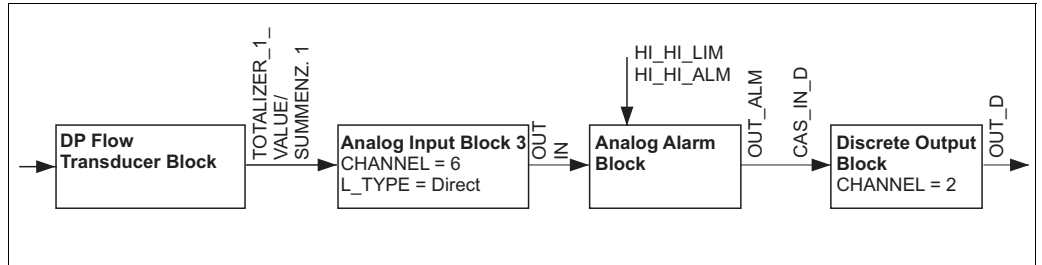 DP Flow
Transducer Block
TOTALIZER_1_
VALUE/
SUMMENZ. 1
Analog Input Block 3
CHANNEL = 6
L_TYPE = Direct
OUT
IN
HI_HI_LIM
HI_HI_ALM
Analog Alarm
Block
OUT_ALM
CAS_IN_D
Discrete Output
Block
CHANNEL = 2
OUT_D